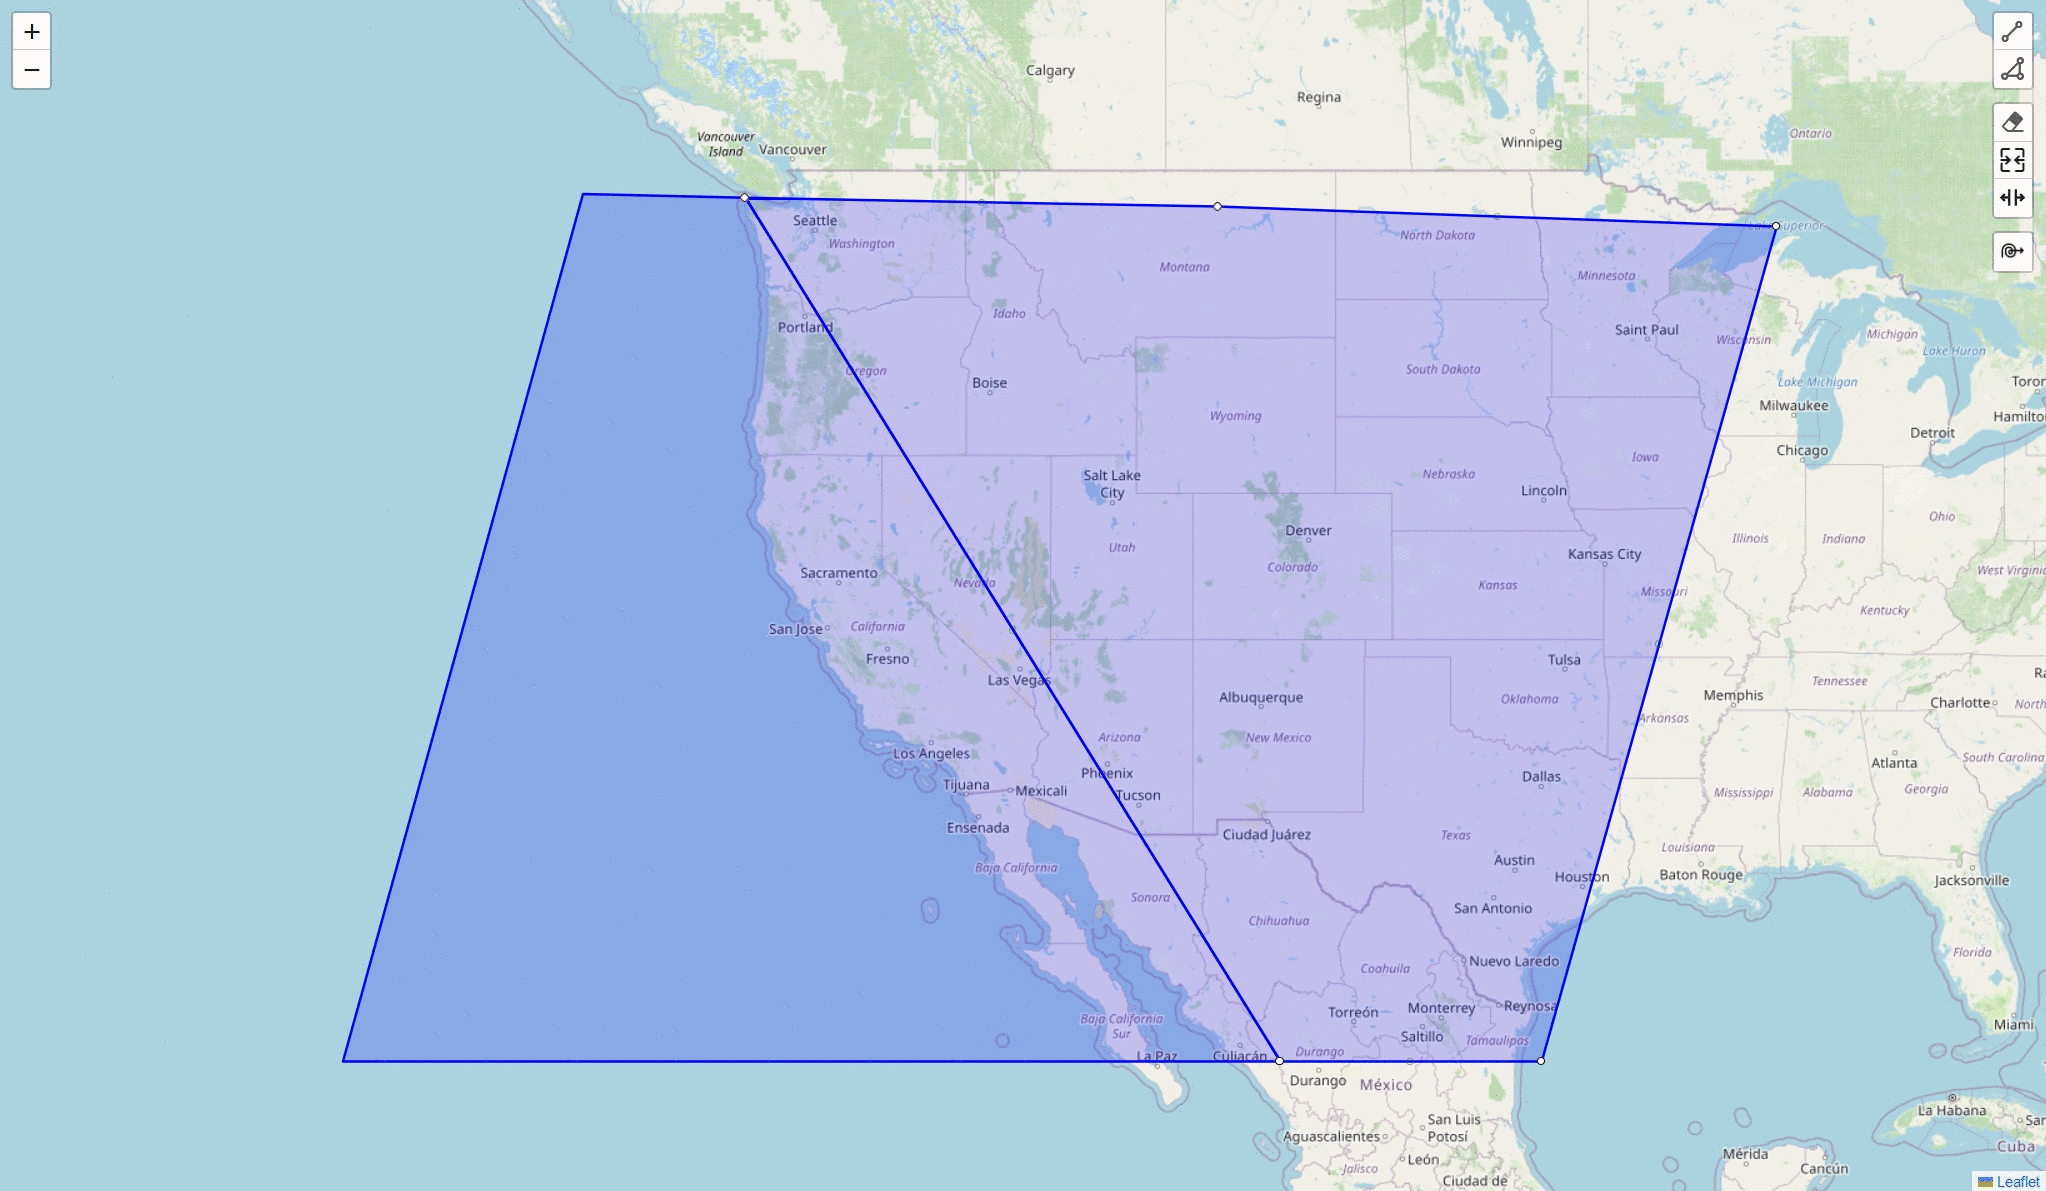 +
−
Calgary
Regina
Winnipeg
Ontario
Vancouver
Island
Vancouver
Seattle
Washington
Lake Superior
North Dakota
Montana
Minnesota
Idaho
Portland
Saint Paul
Wisconsin
Michigan
Lake Huron
Oregon
Boise
South Dakota
Lake Michigan
Toron
Milwaukee
Hamilto
Wyoming
Detroit
Chicago
Iowa
Salt Lake
City
Nebraska
Lincoln
Ohio
Denver
Illinois
Indiana
Utah
Kansas City
Colorado
West Virginia
Sacramento
Nevada
Kansas
Missouri
Kentucky
San Jose
California
Fresno
Las Vegas
Tulsa
Tennessee
Ra
Albuquerque
Oklahoma
Memphis
Charlotte
North
Arkansas
Arizona
New Mexico
Los Angeles
South Carolina
Atlanta
Phoenix
Dallas
Tijuana
Mexicali
Tucson
Mississippi
Alabama
Georgia
Ensenada
Ciudad Juárez
Texas
Louisiana
Austin
Baja California
Houston
Baton Rouge
Jacksonville
Sonora
San Antonio
Chihuahua
Florida
Nuevo Laredo
Coahuila
Reynosa
Monterrey
Torreón
Baja California
Sur
Miami
Saltillo
Tamaulipas
La Paz
Culiacán
Durango
Durango
México
La Habana
San Luis
Potosí
San
Aguascalientes
Cuba
Mérida
León
Jalisco
Cancún
Ciudad de
Leaflet